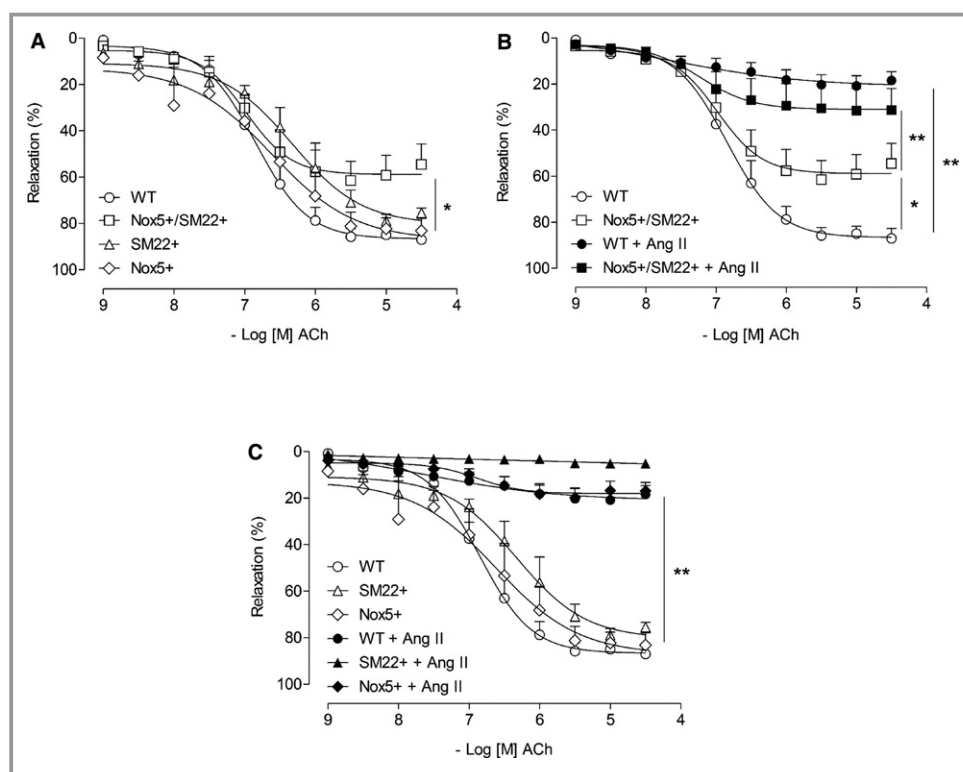 A
0
20
40
60
80
100
Relaxation (%)
WT
Nox5+/SM22+
SM22+
Nox5+
*
9 8 7 6 5 4
- Log [M] ACh
B
0
20
40
60
80
100
Relaxation (%)
WT
Nox5+/SM22+
WT + Ang II
Nox5+/SM22+ + Ang II
**
**
*
9 8 7 6 5 4
- Log [M] ACh
C
0
20
40
60
80
100
Relaxation (%)
WT
SM22+
Nox5+
WT + Ang II
SM22+ + Ang II
Nox5+ + Ang II
**
9 8 7 6 5 4
- Log [M] ACh